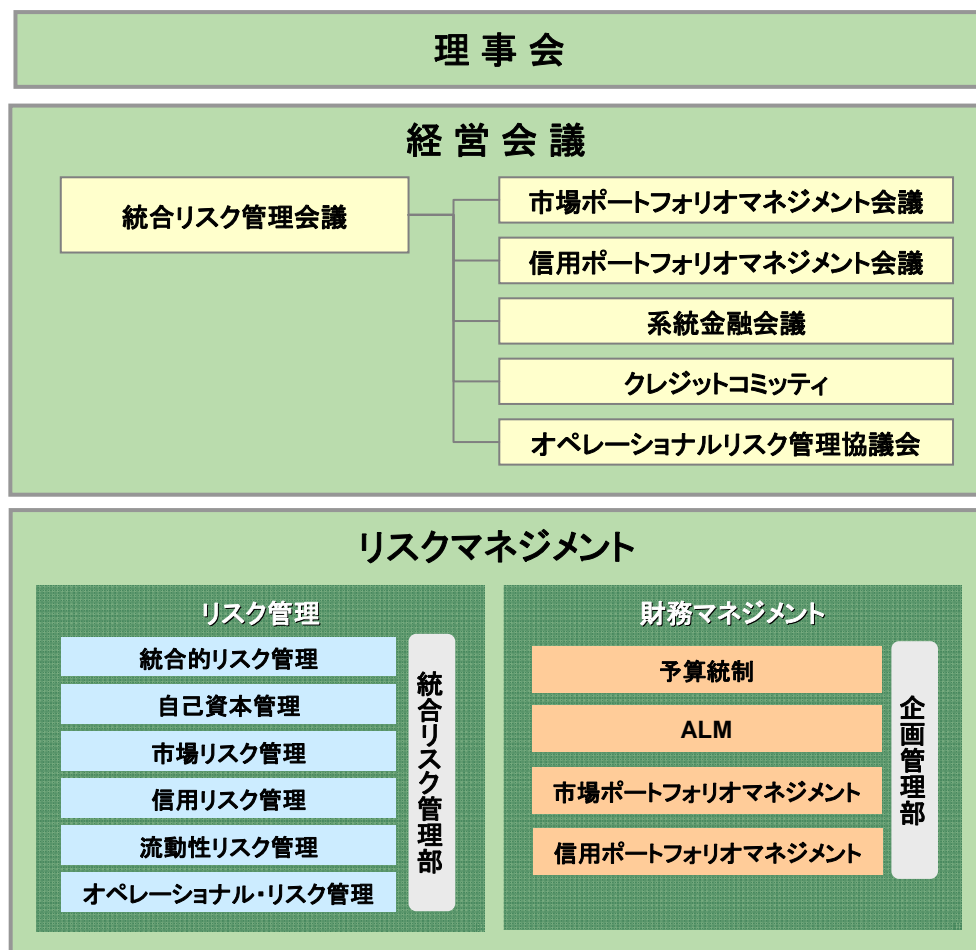 理事会
経営会議
統合リスク管理会議
市場ポートフォリオマネジメント会議
信用ポートフォリオマネジメント会議
系統金融会議
クレジットコミッティ
オペレーショナルリスク管理協議会
リスクマネジメント
リスク管理
統合的リスク管理
自己資本管理
市場リスク管理
信用リスク管理
流動性リスク管理
オペレーショナル・リスク管理
統合リスク管理部
財務マネジメント
予算統制
ALM
市場ポートフォリオマネジメント
信用ポートフォリオマネジメント
企画管理部